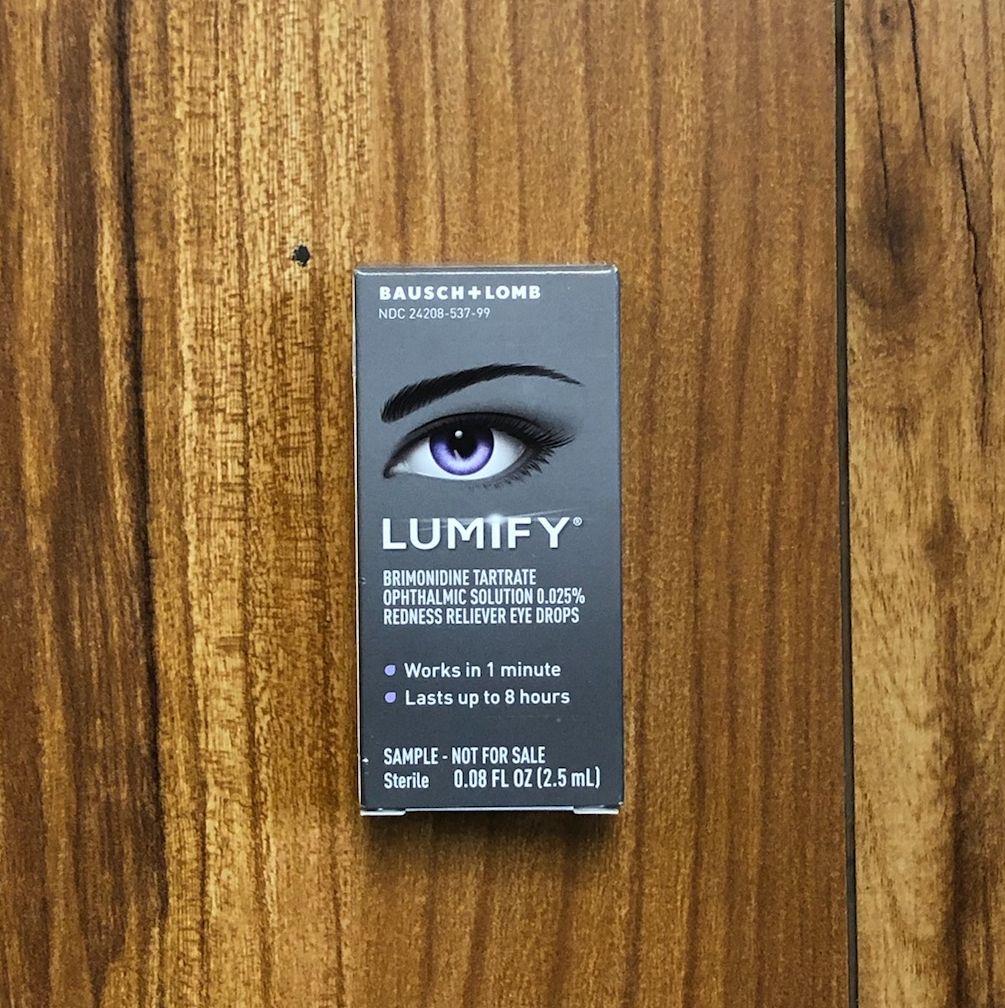 BAUSCH+LOMB
NDC 24208-537-99
LUMIFY®
BRIMONIDINE TARTRATE
OPHTHALMIC SOLUTION 0.025%
REDNESS RELIEVER EYE DROPS
Works in 1 minute
Lasts up to 8 hours
SAMPLE - NOT FOR SALE
Sterile 0.08 FL OZ (2.5 mL)